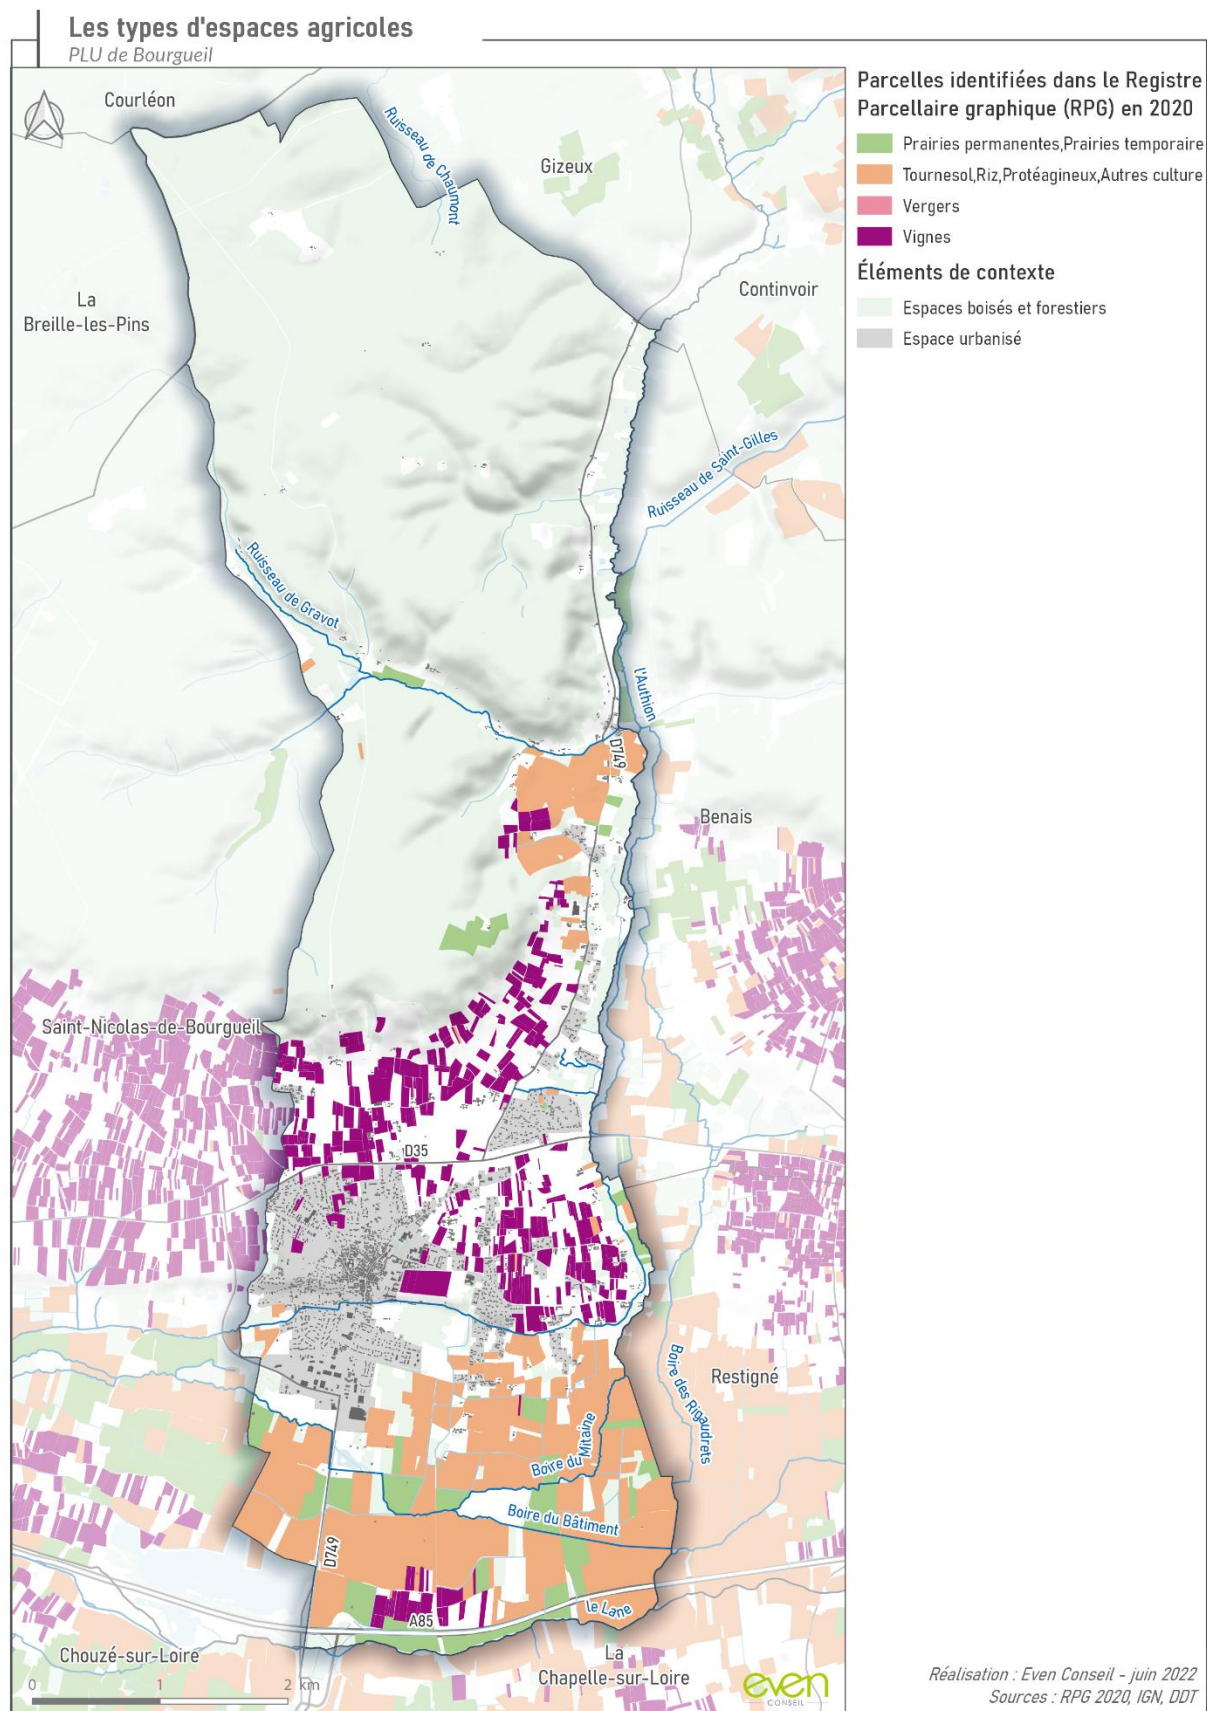 Les types d'espaces agricoles
PLU de Bourgueil
Parcelles identifiées dans le Registre
Parcellaire graphique (RPG) en 2020
Prairies permanentes,Prairies temporaire
Tournesol,Riz,Protéagineux,Autres culture
Vergers
Vignes
Éléments de contexte
Espaces boisés et forestiers
Espace urbanisé
Courléon
Ruisseau de Chaumont
Gizeux
La
Breille-les-Pins
Continvoir
Ruisseau de Saint-Gilles
Ruisseau de Gravot
l'Authion
D749
Benais
Saint-Nicolas-de-Bourgueil
D35
Boire des Rigaudrets
Restigné
Boire du Mitaine
Boire du Bâtiment
D749
le Lane
A85
Chouzé-sur-Loire
La
Chapelle-sur-Loire
0 1 2 km
even
CONSEIL
Réalisation : Even Conseil - juin 2022
Sources : RPG 2020, IGN, DDT